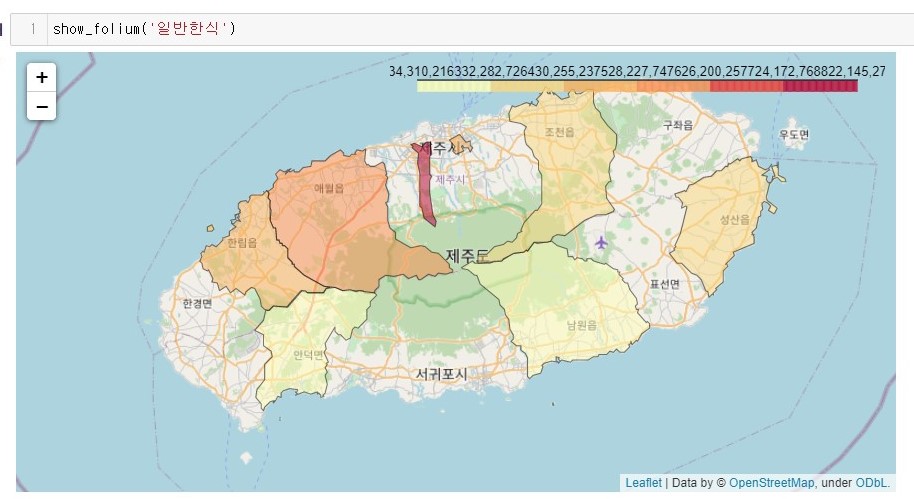 1 show_folium('일반한식')
+
34,310,216332,282,726430,255,237528,227,747626,200,257724,172,768822,145,27
−
제주시
조천읍
구좌읍
우도면
애월읍
제주시
성산읍
한림읍
제주도
한경면
표선면
남원읍
안덕면
서귀포시
Leaflet | Data by © OpenStreetMap, under ODbL.